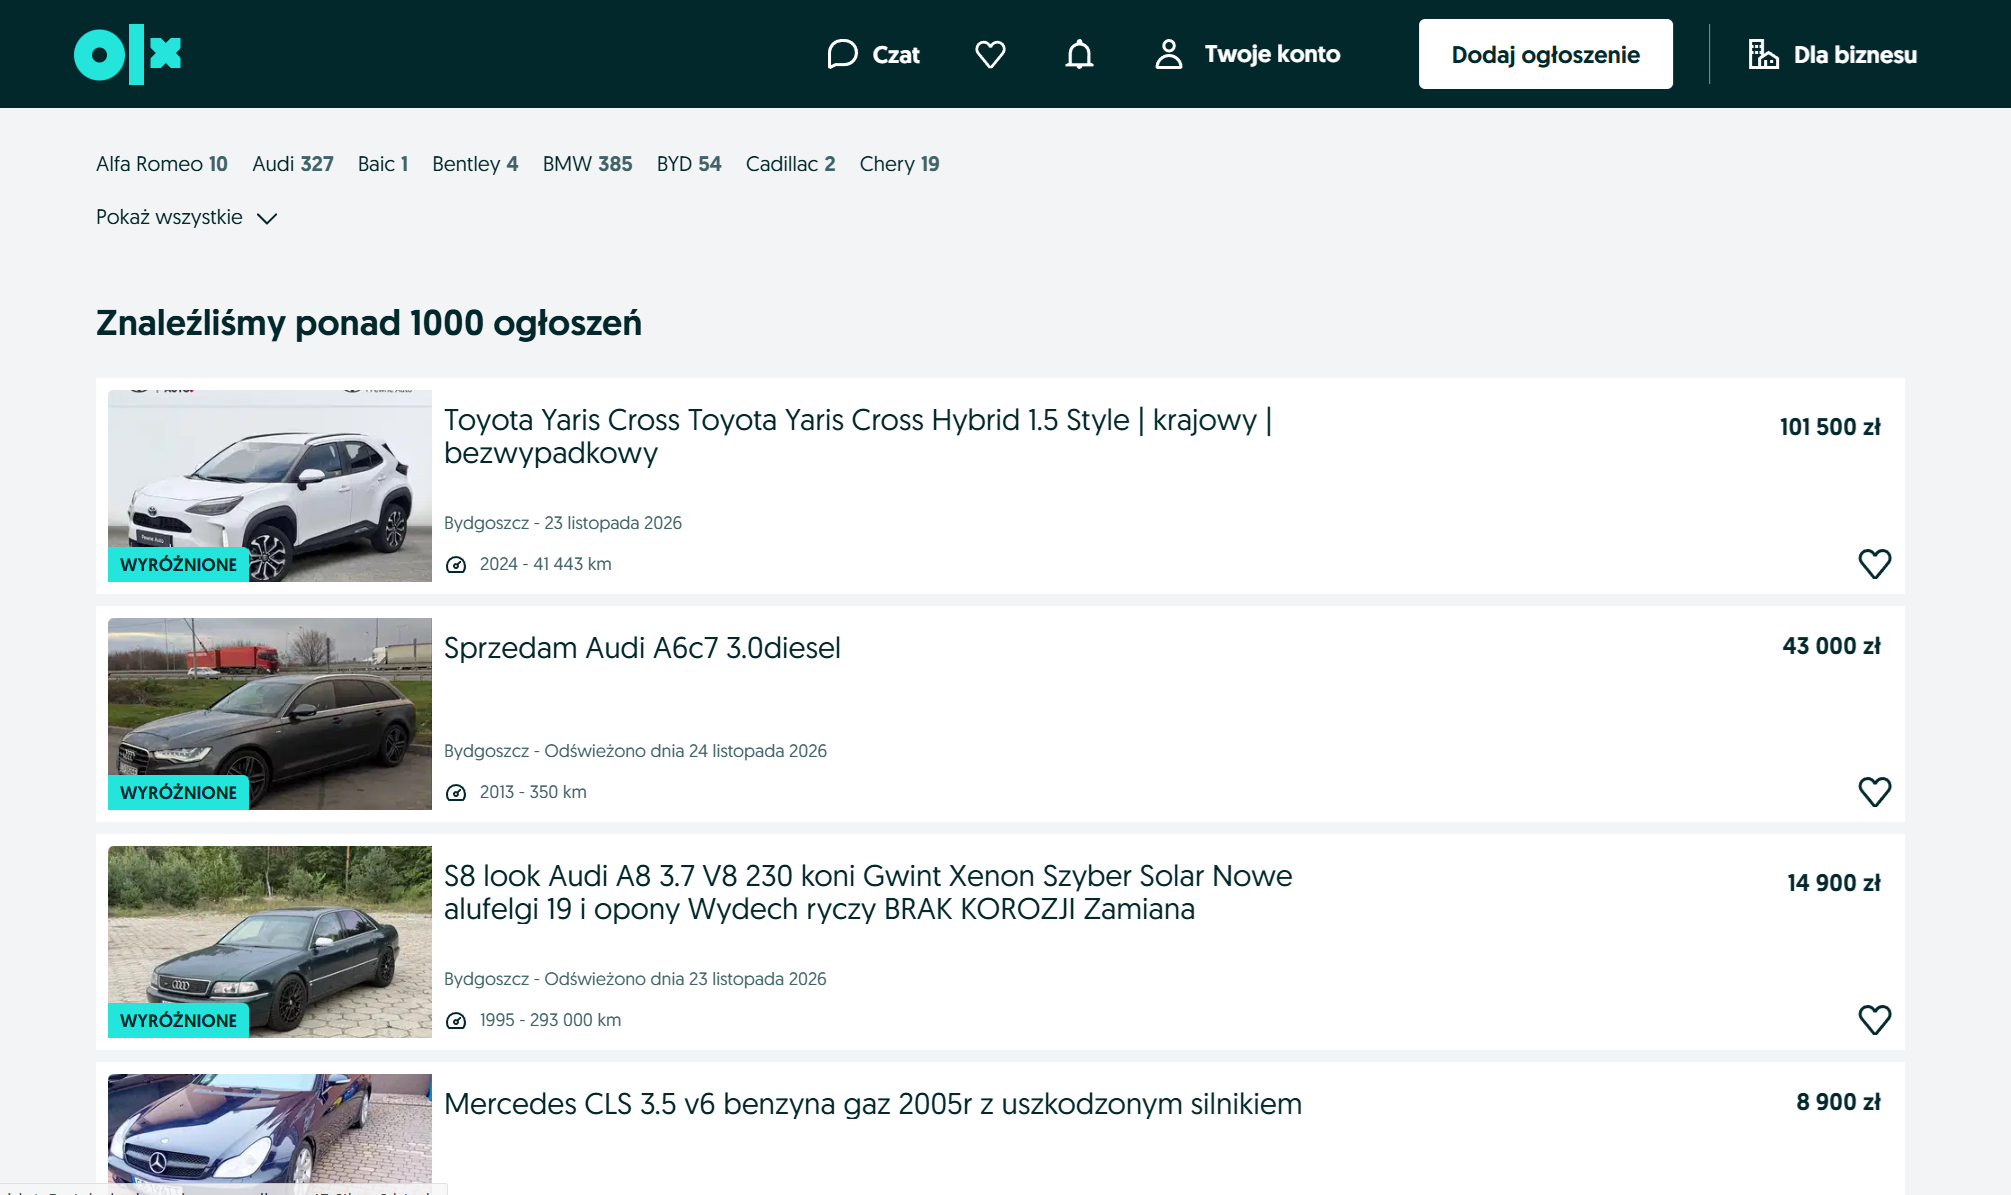 olx
Czat
Twoje konto
Dodaj ogłoszenie
Dla biznesu
Alfa Romeo 10 Audi 327 Baic 1 Bentley 4 BMW 385 BYD 54 Cadillac 2 Chery 19
Pokaż wszystkie
Znaleźliśmy ponad 1000 ogłoszeń
Toyota Yaris Cross Toyota Yaris Cross Hybrid 1.5 Style | krajowy |
bezwypadkowy
101 500 zł
Bydgoszcz - 23 listopada 2026
2024 - 41 443 km
Pewne Auto
WYRÓŻNIONE
Sprzedam Audi A6c7 3.0diesel
43 000 zł
Bydgoszcz - Odświeżono dnia 24 listopada 2026
2013 - 350 km
WYRÓŻNIONE
S8 look Audi A8 3.7 V8 230 koni Gwint Xenon Szyber Solar Nowe
alufelgi 19 i opony Wydech ryczy BRAK KOROZJI Zamiana
14 900 zł
Bydgoszcz - Odświeżono dnia 23 listopada 2026
1995 - 293 000 km
WYRÓŻNIONE
Mercedes CLS 3.5 v6 benzyna gaz 2005r z uszkodzonym silnikiem
8 900 zł